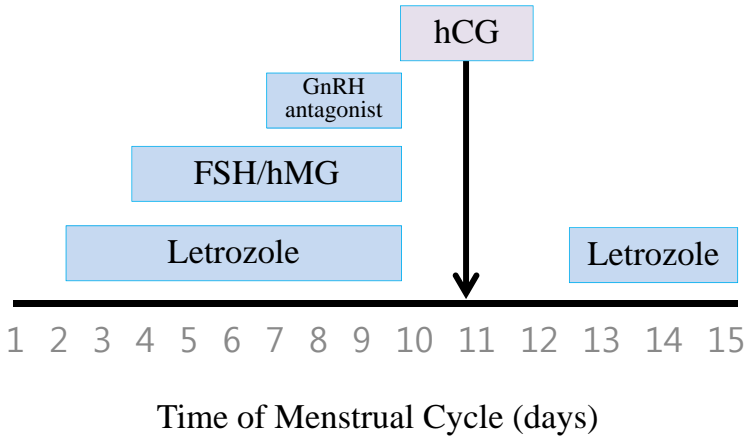 hCG
GnRH
antagonist
FSH/hMG
Letrozole
Letrozole
1 2 3 4 5 6 7 8 9 10 11 12 13 14 15
Time of Menstrual Cycle (days)